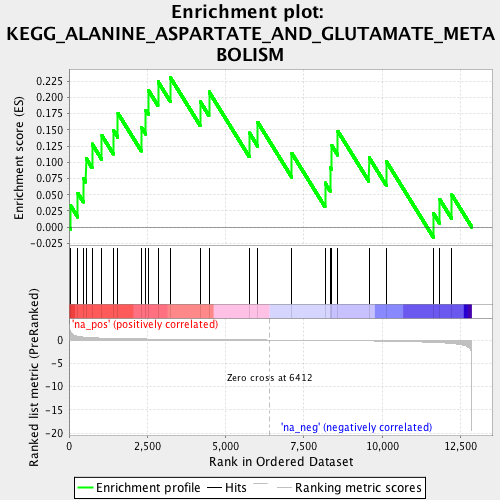 Enrichment plot:
KEGG_ALANINE_ASPARTATE_AND_GLUTAMATE_META
BOLISM
Enrichment score (ES)
0.225
0.200
0.175
0.150
0.125
0.100
0.075
0.050
0.025
0.000
-0.025
'na_pos' (positively correlated)
Ranked list metric (PreRanked)
0
-5
-10
-15
-20
Zero cross at 6412
'na_neg' (negatively correlated)
0
2,500
5,000
7,500
10,000
12,500
Rank in Ordered Dataset
Enrichment profile
Hits
Ranking metric scores